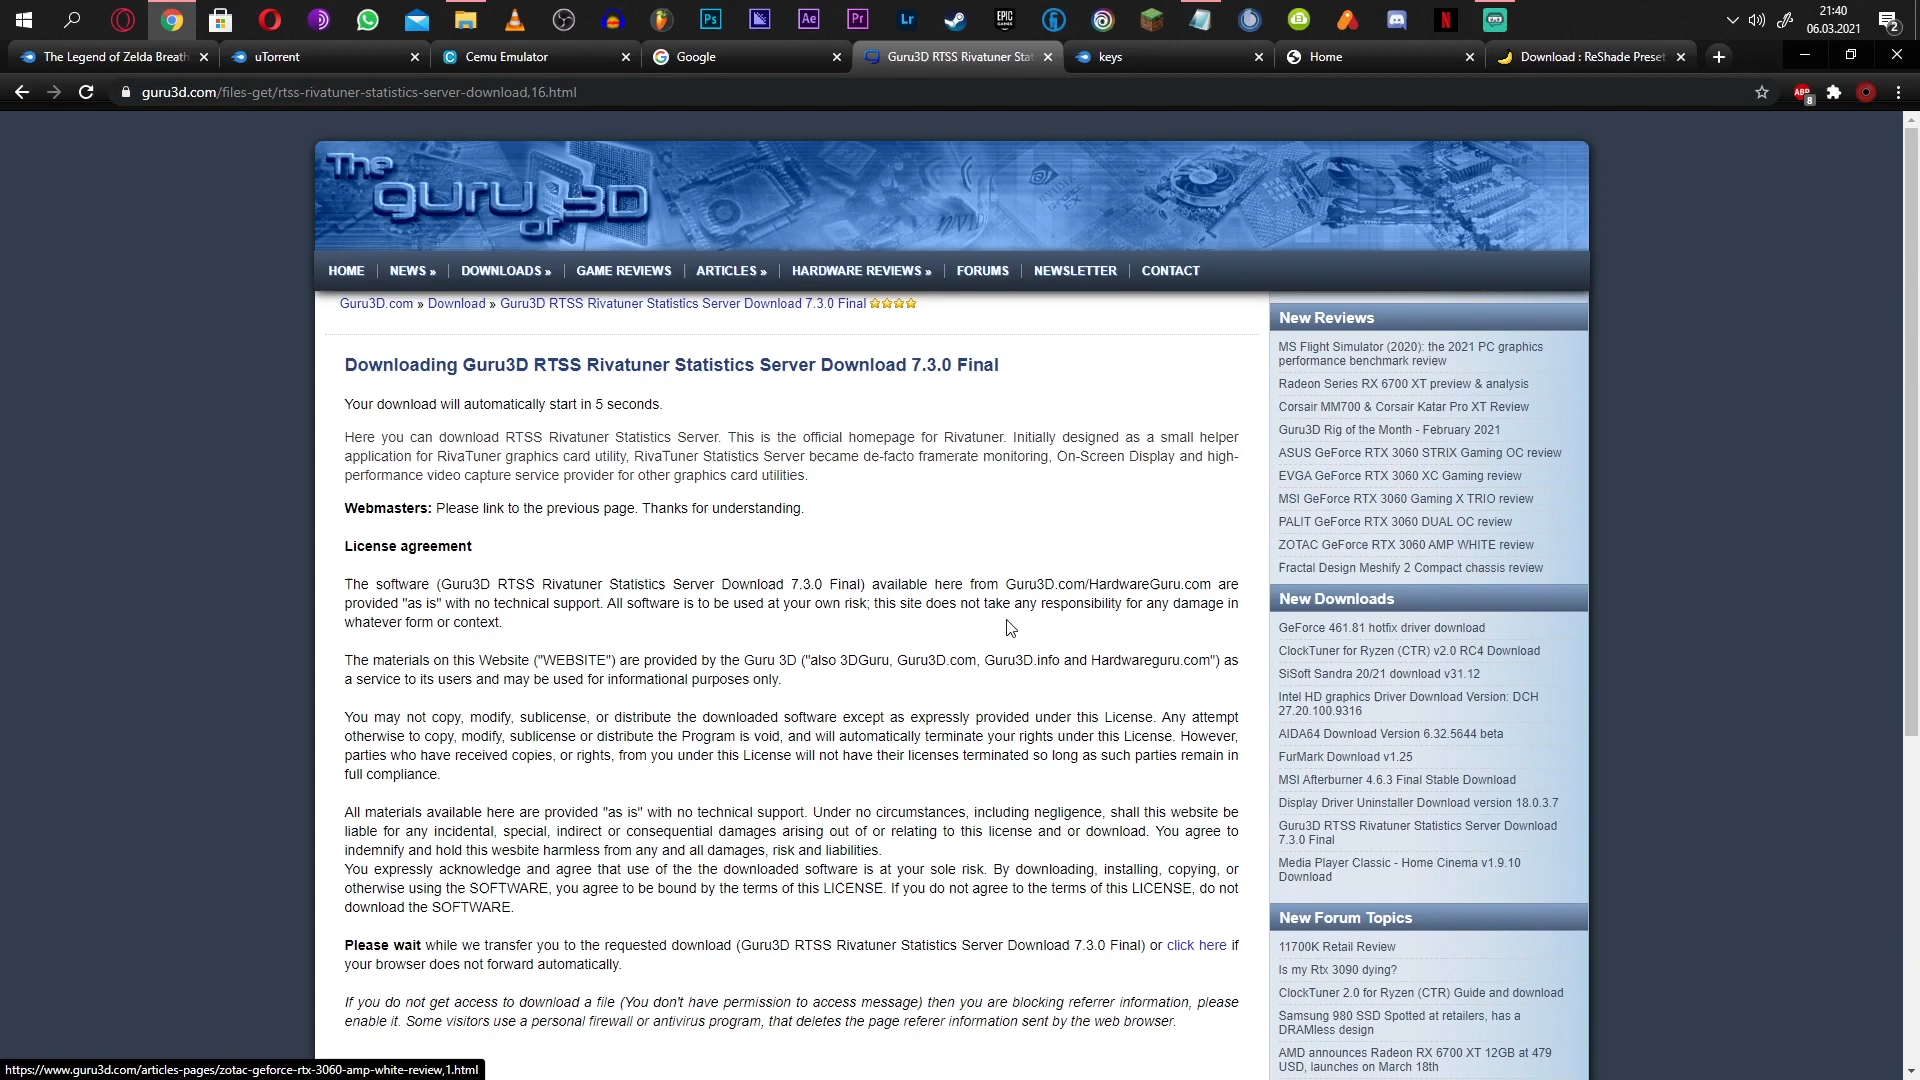 21:40
06.03.2021
2
The Legend of Zelda Breath
uTorrent
Cemu Emulator
Google
Guru3D RTSS Rivatuner Stat
keys
Home
Download : ReShade Preset
guru3d.com/files-get/rtss-rivatuner-statistics-server-download,16.html
ABP
8
The
guru 3D
of
HOME
NEWS »
DOWNLOADS »
GAME REVIEWS
ARTICLES »
HARDWARE REVIEWS »
FORUMS
NEWSLETTER
CONTACT
Guru3D.com » Download » Guru3D RTSS Rivatuner Statistics Server Download 7.3.0 Final
Downloading Guru3D RTSS Rivatuner Statistics Server Download 7.3.0 Final
Your download will automatically start in 5 seconds.
Here you can download RTSS Rivatuner Statistics Server. This is the official homepage for Rivatuner. Initially designed as a small helper
application for RivaTuner graphics card utility, RivaTuner Statistics Server became de-facto framerate monitoring, On-Screen Display and high-
performance video capture service provider for other graphics card utilities.
Webmasters: Please link to the previous page. Thanks for understanding.
License agreement
The software (Guru3D RTSS Rivatuner Statistics Server Download 7.3.0 Final) available here from Guru3D.com/HardwareGuru.com are
provided "as is" with no technical support. All software is to be used at your own risk; this site does not take any responsibility for any damage in
whatever form or context.
The materials on this Website ("WEBSITE") are provided by the Guru 3D ("also 3DGuru, Guru3D.com, Guru3D.info and Hardwareguru.com") as
a service to its users and may be used for informational purposes only.
You may not copy, modify, sublicense, or distribute the downloaded software except as expressly provided under this License. Any attempt
otherwise to copy, modify, sublicense or distribute the Program is void, and will automatically terminate your rights under this License. However,
parties who have received copies, or rights, from you under this License will not have their licenses terminated so long as such parties remain in
full compliance.
All materials available here are provided "as is" with no technical support. Under no circumstances, including negligence, shall this website be
liable for any incidental, special, indirect or consequential damages arising out of or relating to this license and or download. You agree to
indemnify and hold this wesbite harmless from any and all damages, risk and liabilities.
You expressly acknowledge and agree that use of the the downloaded software is at your sole risk. By downloading, installing, copying, or
otherwise using the SOFTWARE, you agree to be bound by the terms of this LICENSE. If you do not agree to the terms of this LICENSE, do not
download the SOFTWARE.
Please wait while we transfer you to the requested download (Guru3D RTSS Rivatuner Statistics Server Download 7.3.0 Final) or click here if
your browser does not forward automatically.
If you do not get access to download a file (You don't have permission to access message) then you are blocking referrer information, please
enable it. Some visitors use a personal firewall or antivirus program, that deletes the page referer information sent by the web browser.
New Reviews
MS Flight Simulator (2020): the 2021 PC graphics
performance benchmark review
Radeon Series RX 6700 XT preview & analysis
Corsair MM700 & Corsair Katar Pro XT Review
Guru3D Rig of the Month - February 2021
ASUS GeForce RTX 3060 STRIX Gaming OC review
EVGA GeForce RTX 3060 XC Gaming review
MSI GeForce RTX 3060 Gaming X TRIO review
PALIT GeForce RTX 3060 DUAL OC review
ZOTAC GeForce RTX 3060 AMP WHITE review
Fractal Design Meshify 2 Compact chassis review
New Downloads
GeForce 461.81 hotfix driver download
ClockTuner for Ryzen (CTR) v2.0 RC4 Download
SiSoft Sandra 20/21 download v31.12
Intel HD graphics Driver Download Version: DCH
27.20.100.9316
AIDA64 Download Version 6.32.5644 beta
FurMark Download v1.25
MSI Afterburner 4.6.3 Final Stable Download
Display Driver Uninstaller Download version 18.0.3.7
Guru3D RTSS Rivatuner Statistics Server Download
7.3.0 Final
Media Player Classic - Home Cinema v1.9.10
Download
New Forum Topics
11700K Retail Review
Is my Rtx 3090 dying?
ClockTuner 2.0 for Ryzen (CTR) Guide and download
Samsung 980 SSD Spotted at retailers, has a
DRAMless design
AMD announces Radeon RX 6700 XT 12GB at 479
USD, launches on March 18th
https://www.guru3d.com/articles-pages/zotac-geforce-rtx-3060-amp-white-review,1.html